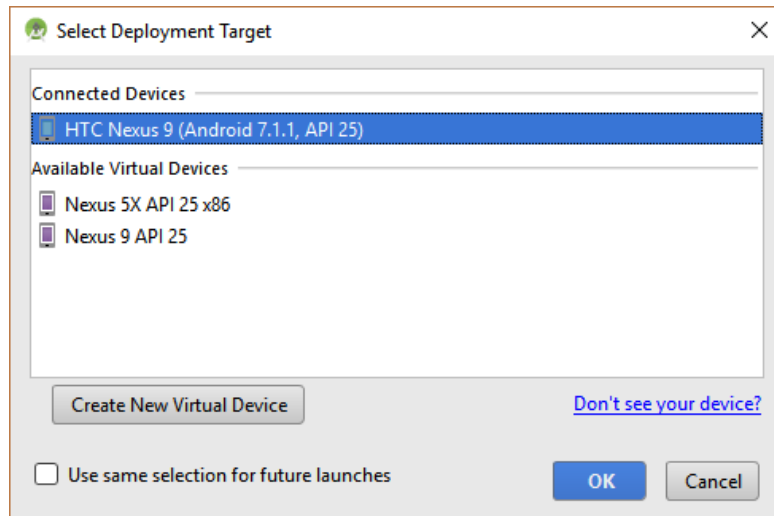 Select Deployment Target
Connected Devices
HTC Nexus 9 (Android 7.1.1, API 25)
Available Virtual Devices
Nexus 5X API 25 x86
Nexus 9 API 25
Create New Virtual Device
Don't see your device?
Use same selection for future launches
OK
Cancel